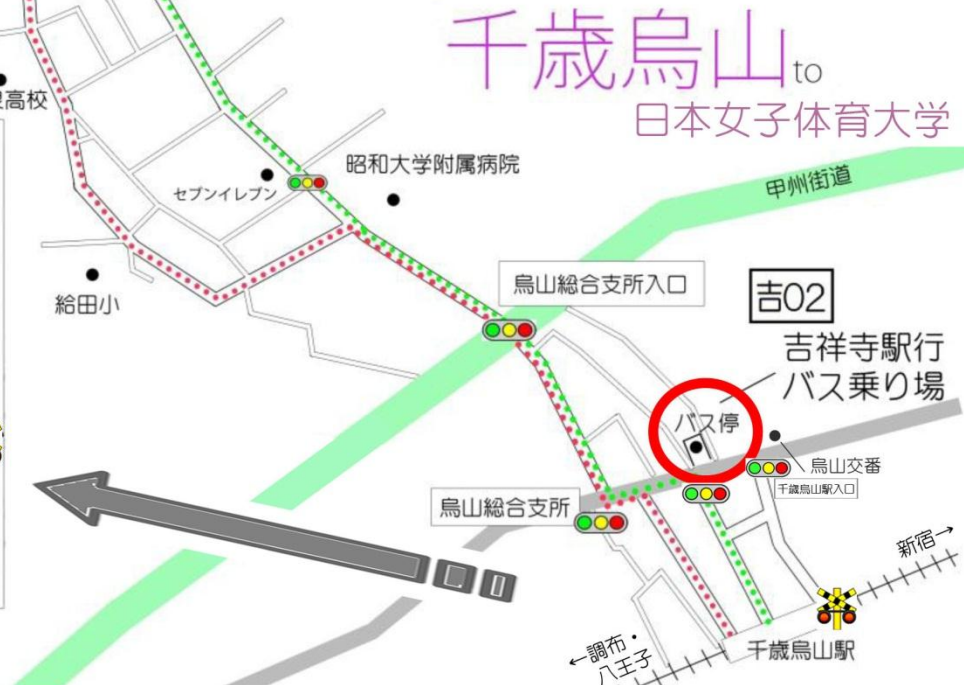 千歳烏山to
日本女子体育大学
高校
昭和大学附属病院
セブンイレブン
甲州街道
給田小
烏山総合支所入口
吉02
吉祥寺駅行
バス乗り場
バス停
烏山交番
千歳烏山駅入口
烏山総合支所
新宿→
←調布・
八王子
千歳烏山駅